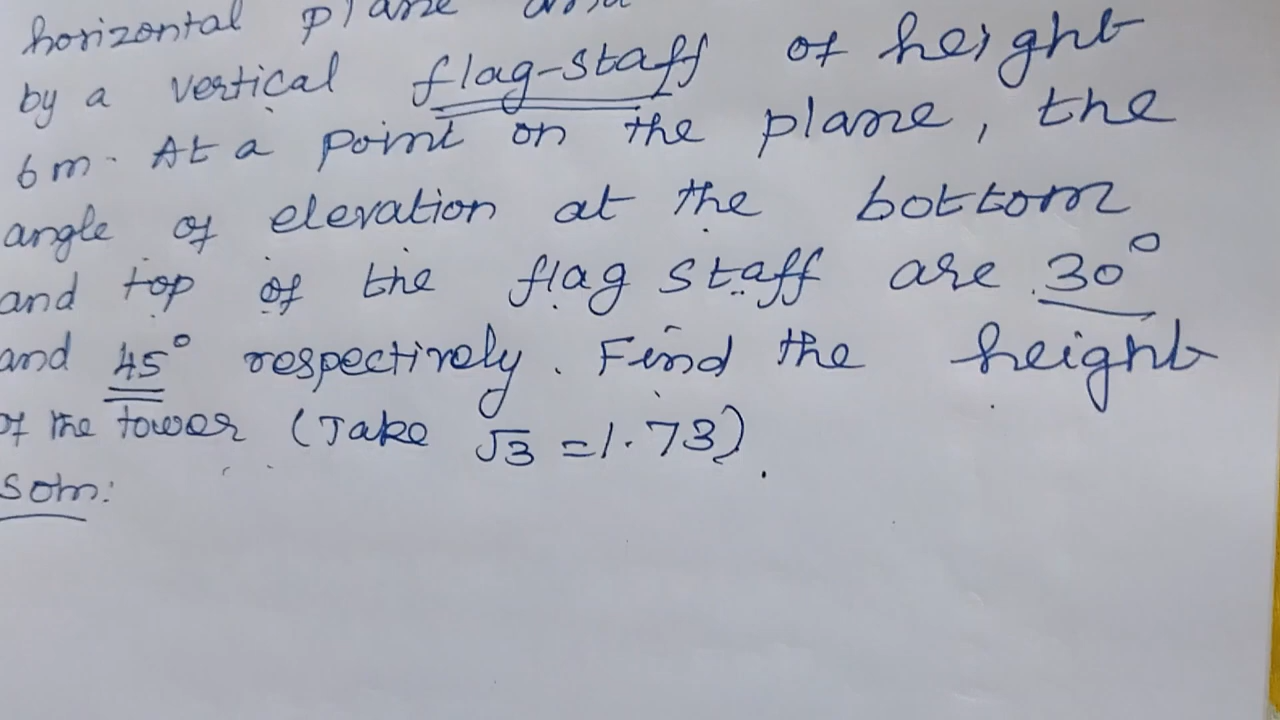 horizontal plane and
by a vertical flag-staff of height
6m. At a point on the plane, the
angle of elevation at the bottom
and top of the flag staff are 30°
and 45° respectively. Find the height
of the tower (Take √3 = 1.73).
Soln: